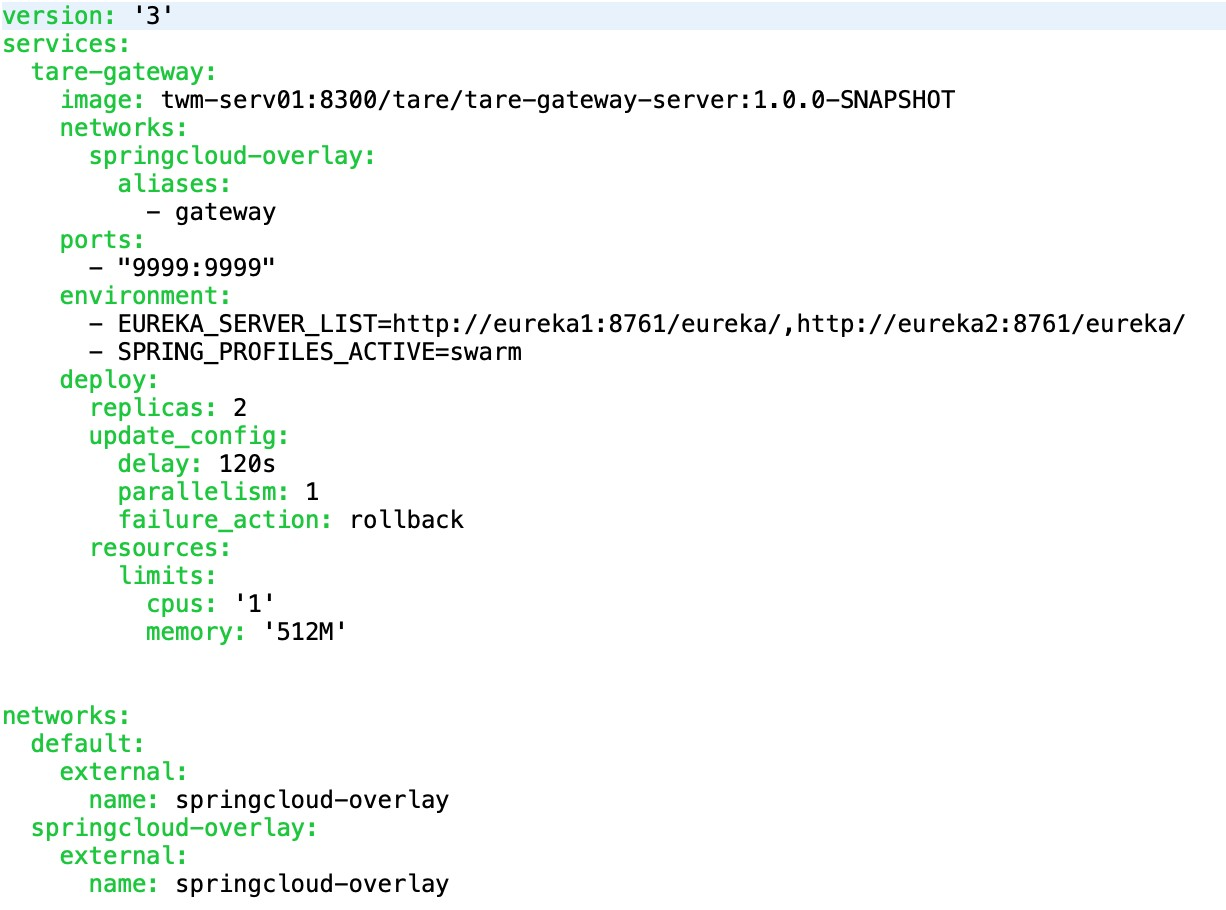 version: '3'
services:
  tare-gateway:
    image: twm-serv01:8300/tare/tare-gateway-server:1.0.0-SNAPSHOT
    networks:
      springcloud-overlay:
        aliases:
          - gateway
    ports:
      - "9999:9999"
    environment:
      - EUREKA_SERVER_LIST=http://eureka1:8761/eureka/,http://eureka2:8761/eureka/
      - SPRING_PROFILES_ACTIVE=swarm
    deploy:
      replicas: 2
      update_config:
        delay: 120s
        parallelism: 1
        failure_action: rollback
      resources:
        limits:
          cpus: '1'
          memory: '512M'
networks:
  default:
    external:
      name: springcloud-overlay
  springcloud-overlay:
    external:
      name: springcloud-overlay